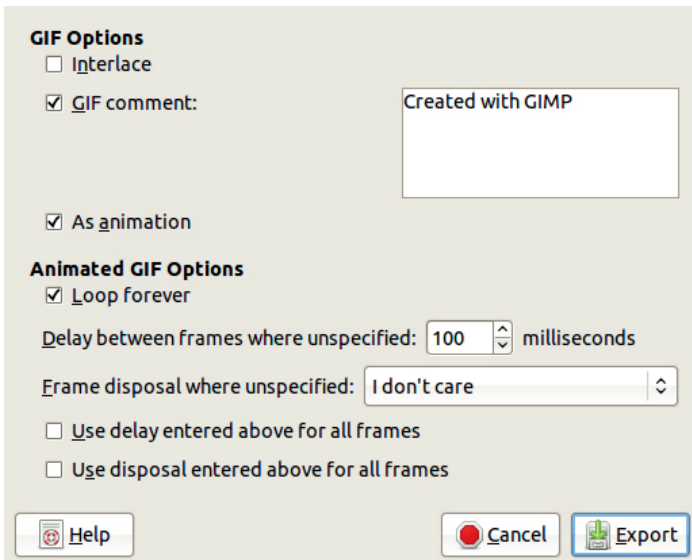 GIF Options
Interlace
GIF comment:
Created with GIMP
As animation
Animated GIF Options
Loop forever
Delay between frames where unspecified: 100 milliseconds
Frame disposal where unspecified: I don't care
Use delay entered above for all frames
Use disposal entered above for all frames
Help Cancel Export